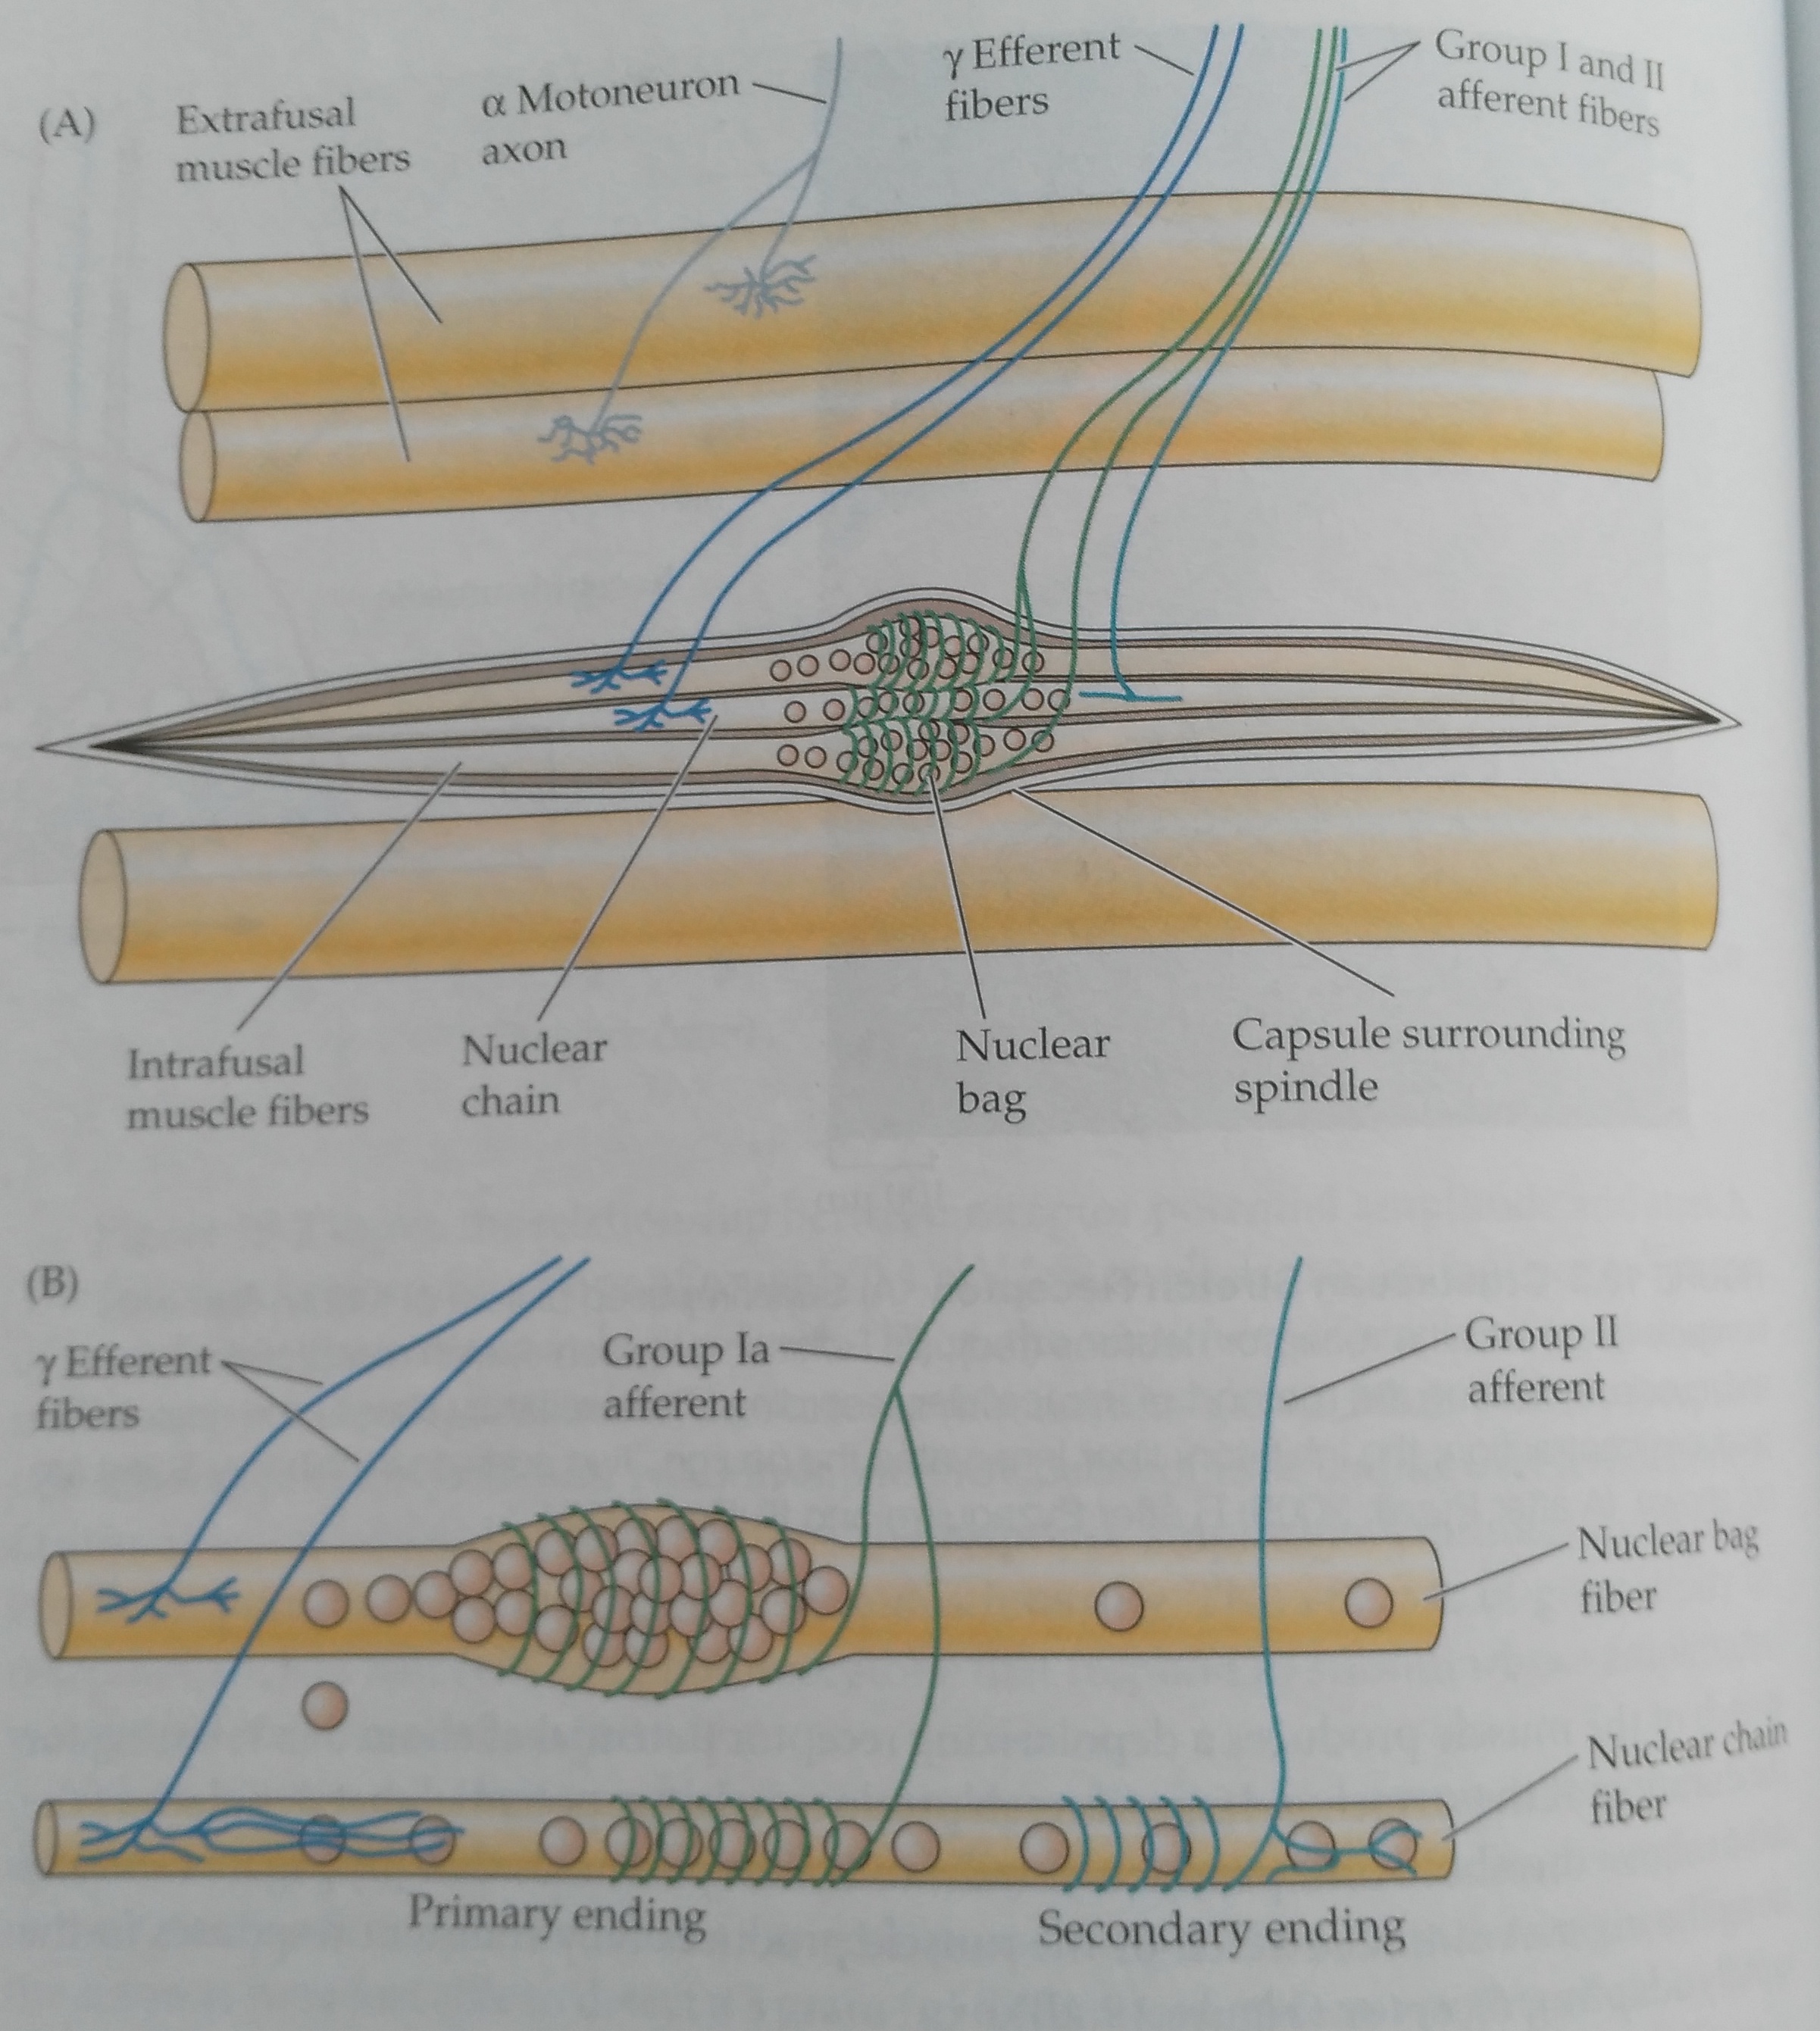 (A)
Extrafusal
muscle fibers
α Motoneuron
axon
γ Efferent
fibers
Group I and II
afferent fibers
Intrafusal
muscle fibers
Nuclear
chain
Nuclear
bag
Capsule surrounding
spindle
(B)
γ Efferent
fibers
Group Ia
afferent
Group II
afferent
Nuclear bag
fiber
Nuclear chain
fiber
Primary ending
Secondary ending